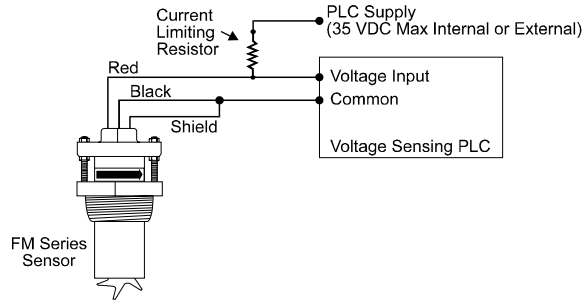 Current
Limiting
Resistor
PLC Supply
(35 VDC Max Internal or External)
Red
Voltage Input
Black
Common
Shield
Voltage Sensing PLC
FM Series
Sensor